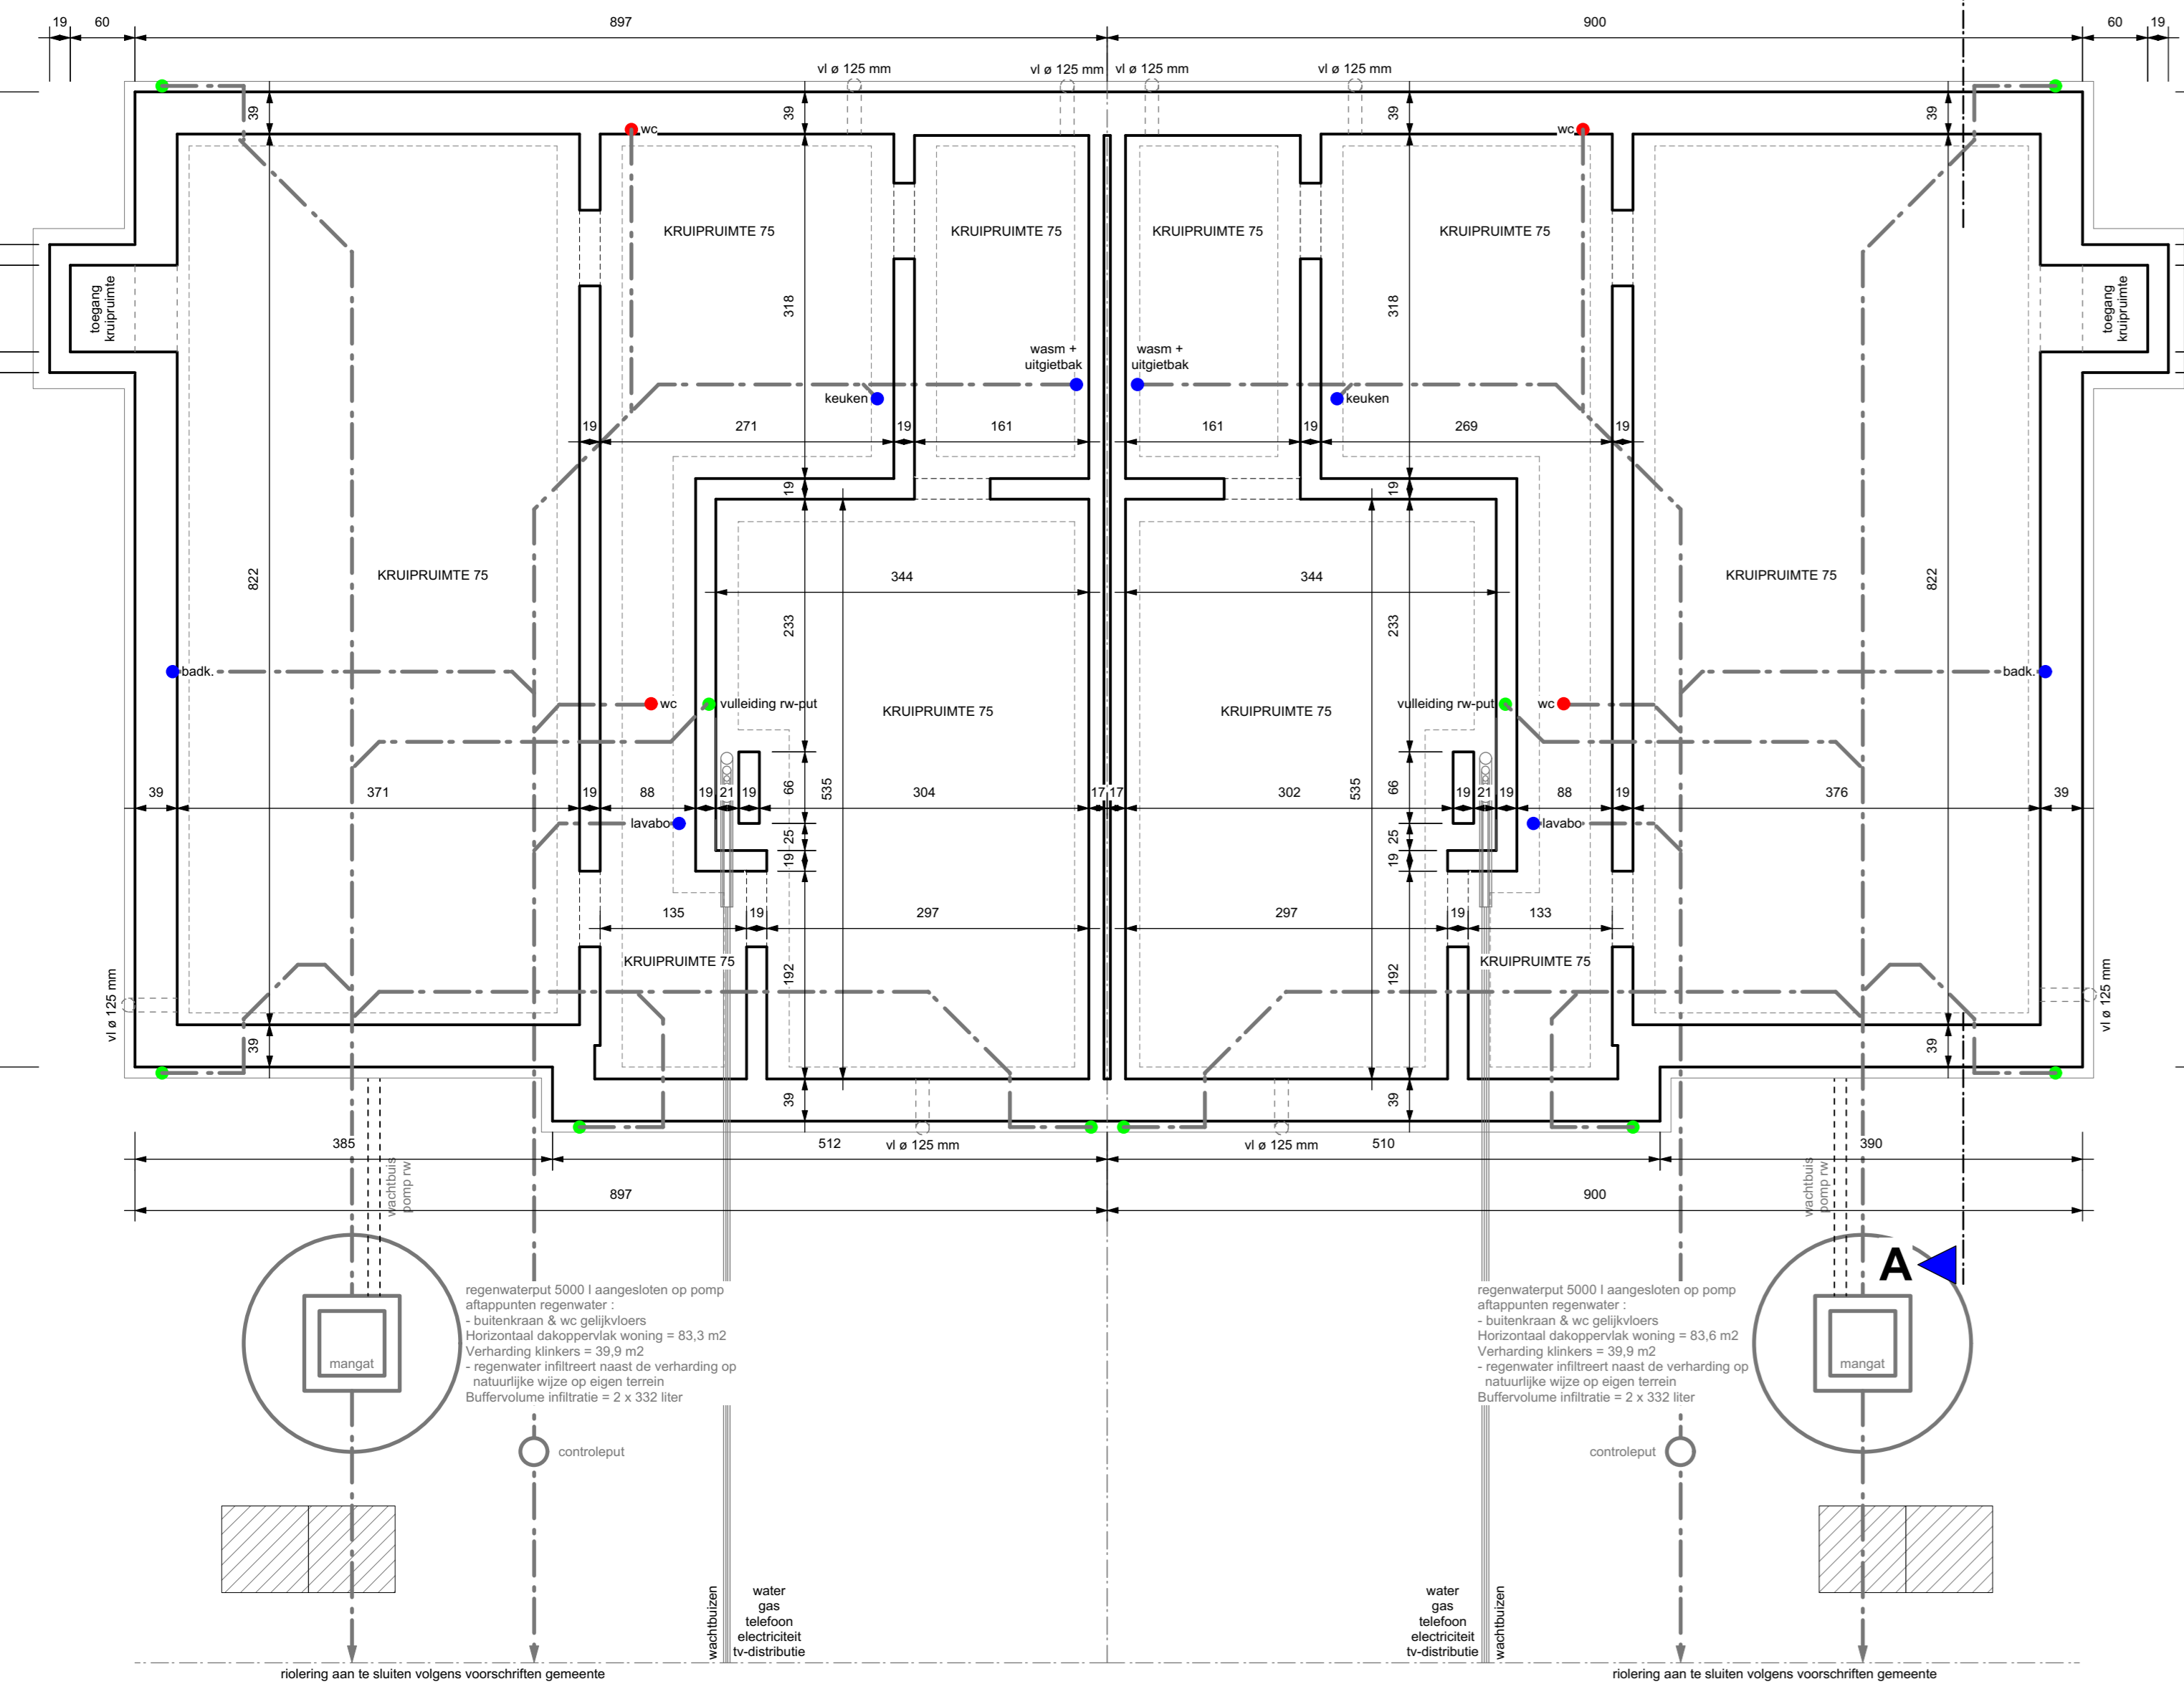 19 60 897 900 60 19
vl ø 125 mm vl ø 125 mm vl ø 125 mm vl ø 125 mm
39 39 39 39
wc wc
KRUIPRUIMTE 75 KRUIPRUIMTE 75 KRUIPRUIMTE 75 KRUIPRUIMTE 75
toegang
kruipruimte
318 318
toegang
kruipruimte
wasm +
uitgietbak
wasm +
uitgietbak
keuken keuken
19 271 19 161 161 19 269 19
19 19
822 KRUIPRUIMTE 75 344 344 KRUIPRUIMTE 75 822
233 233
badk. badk.
wc vulleiding rw-put KRUIPRUIMTE 75 KRUIPRUIMTE 75 vulleiding rw-put wc
39 371 19 88 19 21 19 66 535 304 17 17 302 535 66 19 21 19 88 19 376 39
lavabo 25 25 lavabo
19 19
135 19 297 297 19 133
KRUIPRUIMTE 75 192 192 KRUIPRUIMTE 75
vl ø 125 mm vl ø 125 mm
39 39 39 39
385 512 vl ø 125 mm vl ø 125 mm 510 390
wachtbuis
pomp rw
wachtbuis
pomp rw
897 900
A
regenwaterput 5000 l aangesloten op pomp
aftappunten regenwater :
- buitenkraan & wc gelijkvloers
Horizontaal dakoppervlak woning = 83,3 m2
Verharding klinkers = 39,9 m2
- regenwater infiltreert naast de verharding op
natuurlijke wijze op eigen terrein
Buffervolume infiltratie = 2 x 332 liter
mangat
regenwaterput 5000 l aangesloten op pomp
aftappunten regenwater :
- buitenkraan & wc gelijkvloers
Horizontaal dakoppervlak woning = 83,6 m2
Verharding klinkers = 39,9 m2
- regenwater infiltreert naast de verharding op
natuurlijke wijze op eigen terrein
Buffervolume infiltratie = 2 x 332 liter
mangat
controleput controleput
wachtbuizen
water
gas
telefoon
electriciteit
tv-distributie
water
gas
telefoon
electriciteit
tv-distributie
wachtbuizen
riolering aan te sluiten volgens voorschriften gemeente
riolering aan te sluiten volgens voorschriften gemeente